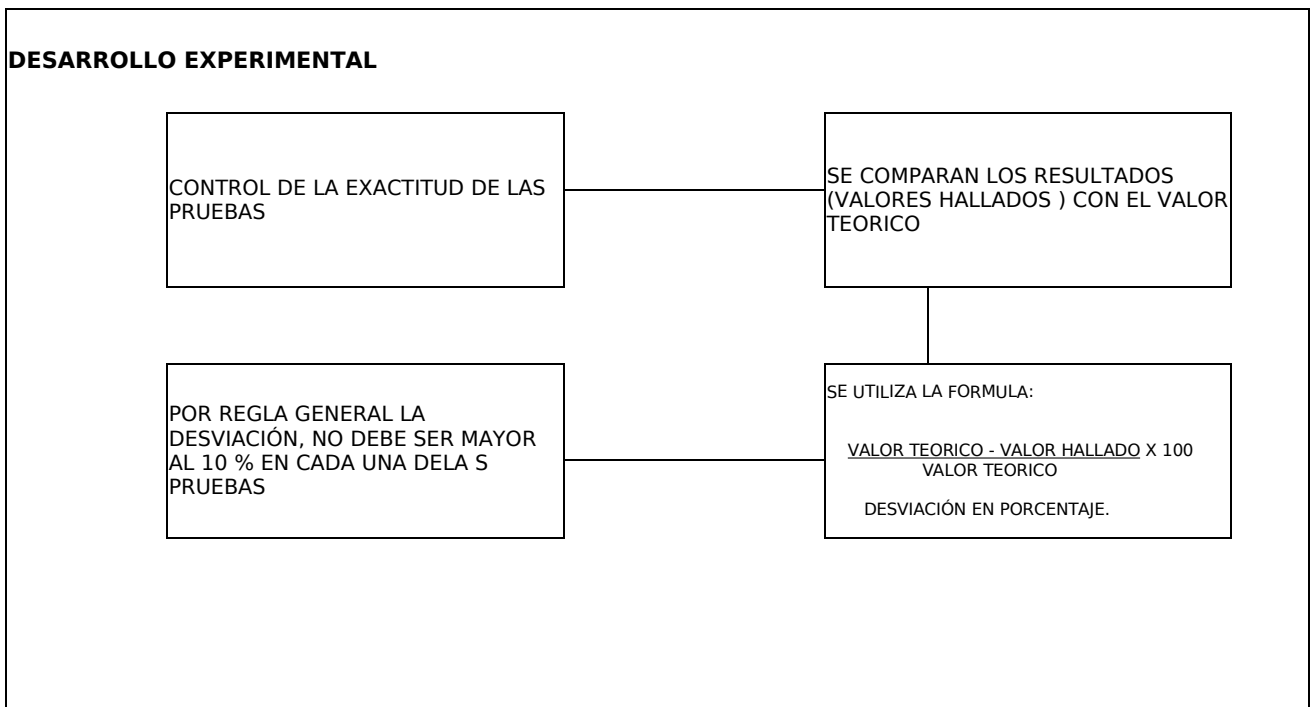 DESARROLLO EXPERIMENTAL
CONTROL DE LA EXACTITUD DE LAS
PRUEBAS
SE COMPARAN LOS RESULTADOS
(VALORES HALLADOS ) CON EL VALOR
TEORICO
SE UTILIZA LA FORMULA:
VALOR TEORICO - VALOR HALLADO X 100
VALOR TEORICO
DESVIACIÓN EN PORCENTAJE.
POR REGLA GENERAL LA
DESVIACIÓN, NO DEBE SER MAYOR
AL 10 % EN CADA UNA DELA S
PRUEBAS